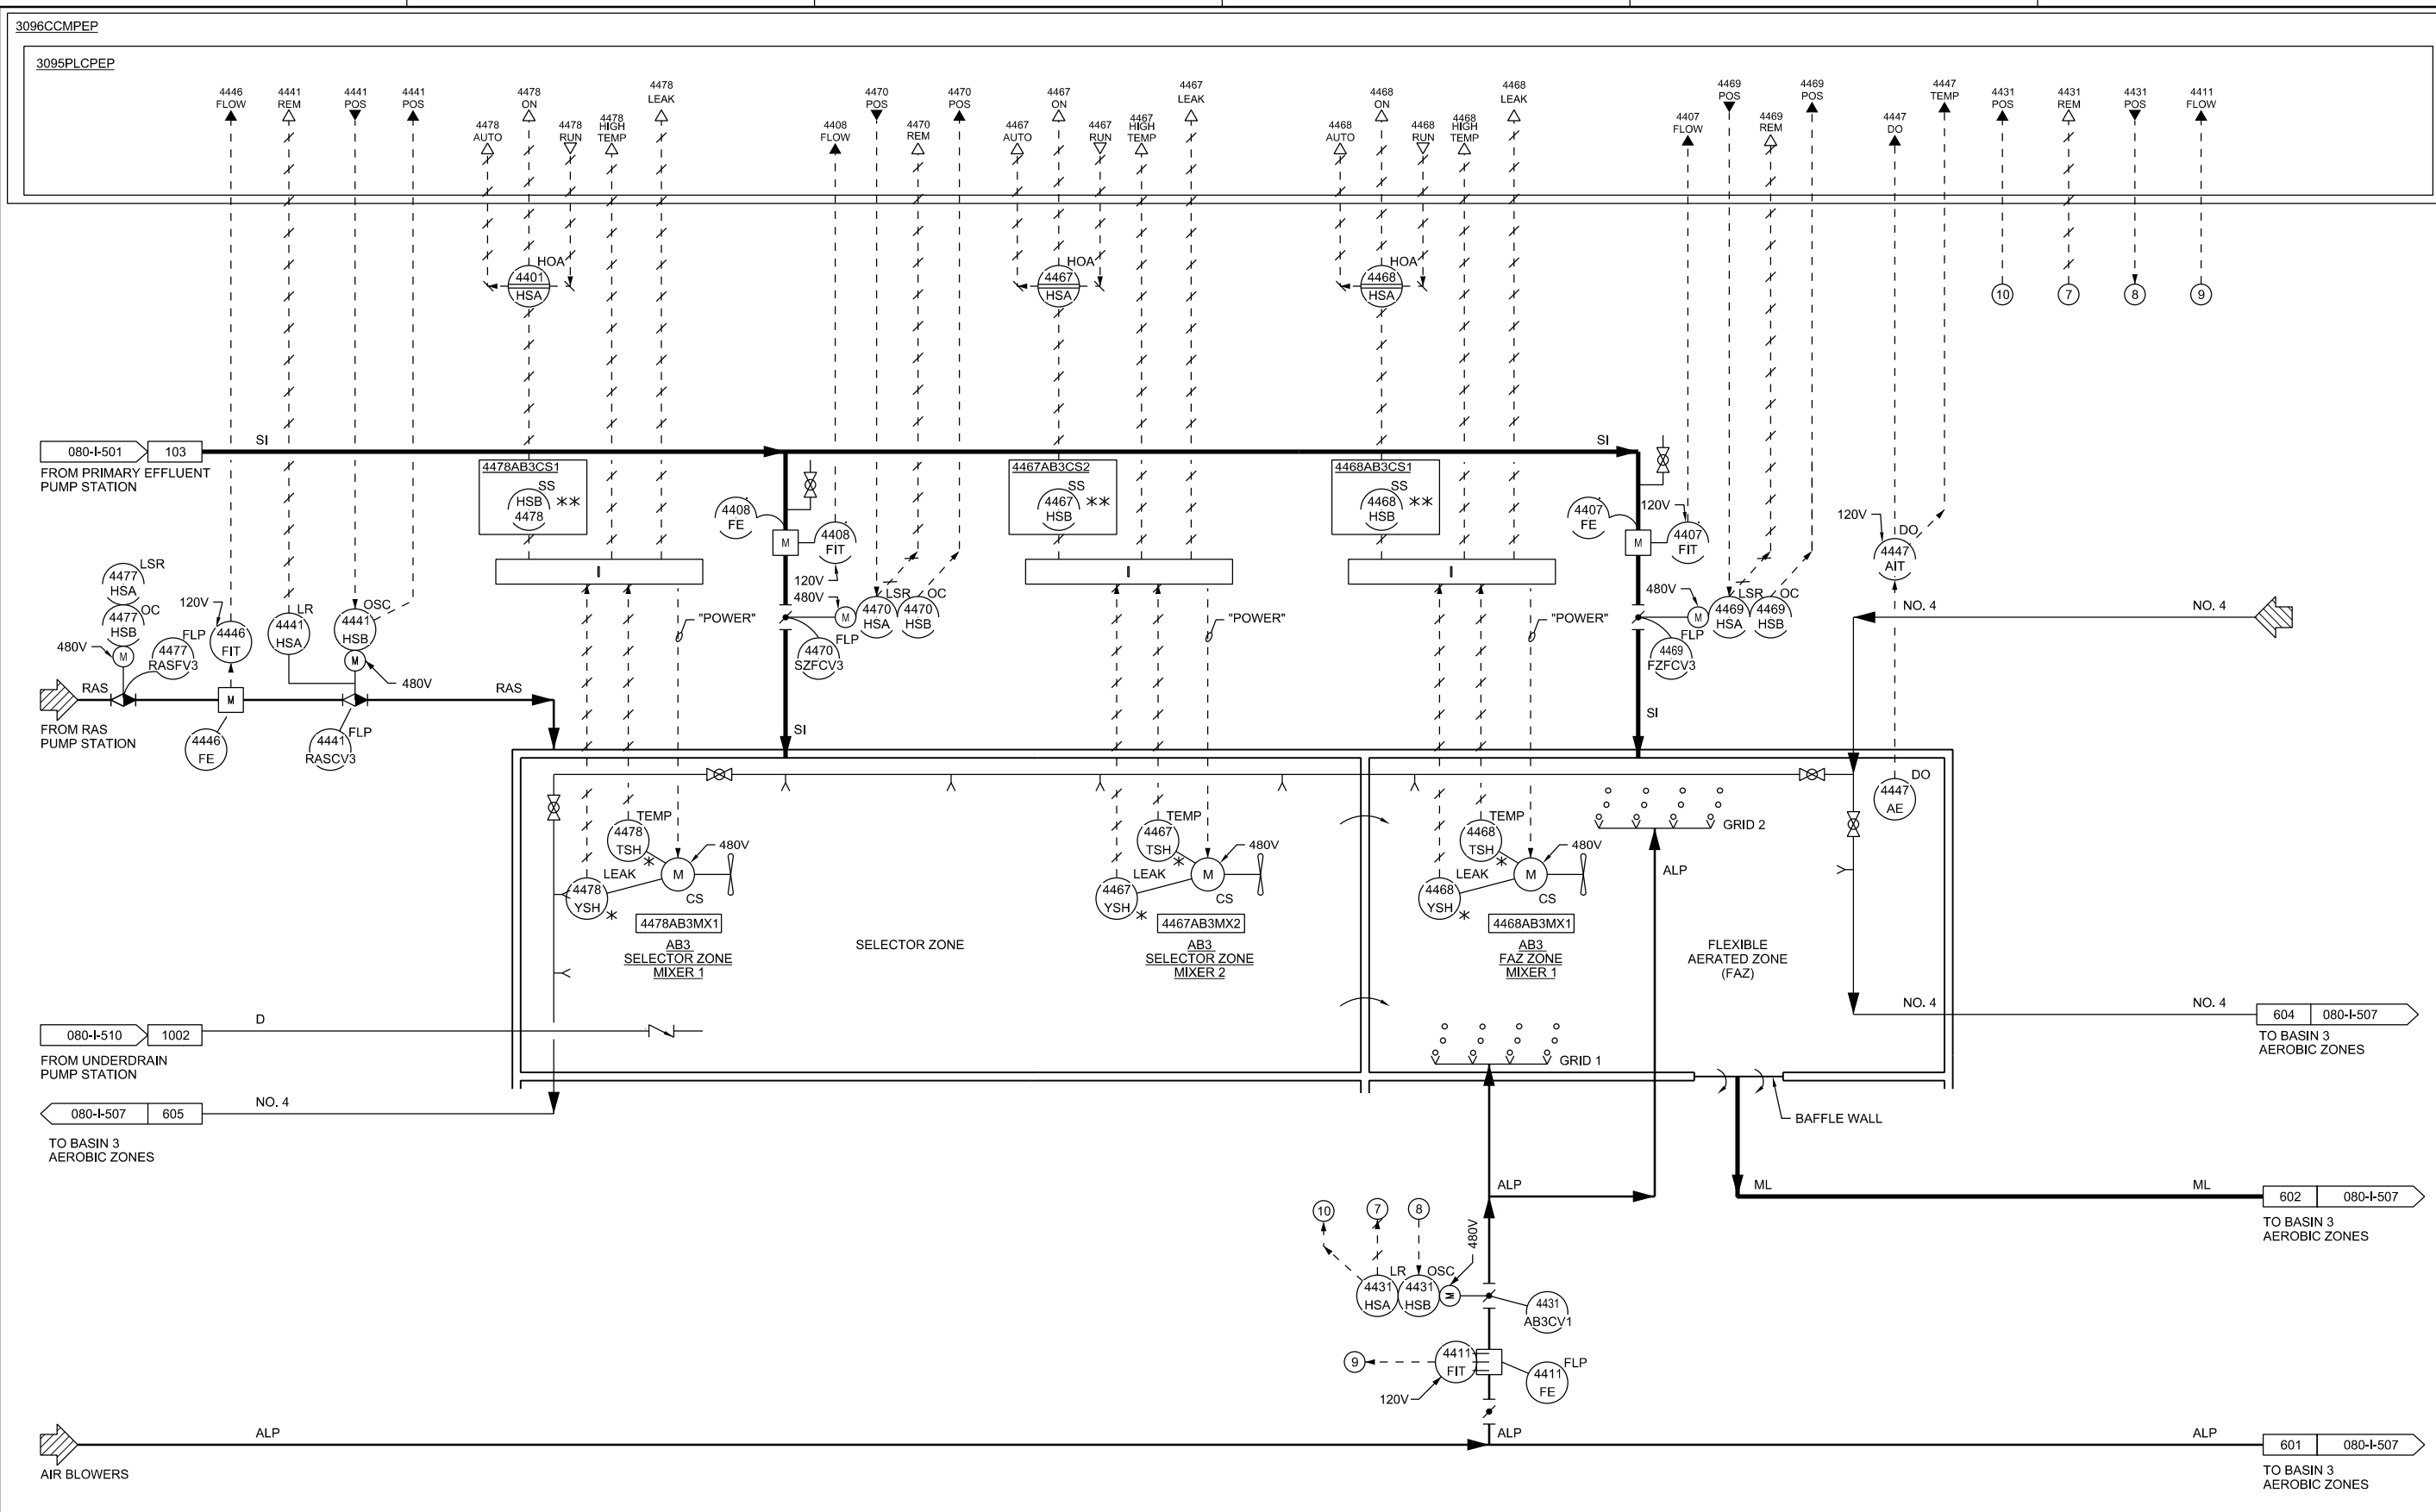 3096CCMPEP
3095PLCPEP
4446
FLOW
4441
REM
4441
POS
4441
POS
4478
AUTO
4478
ON
4478
RUN
4478
HIGH
TEMP
4478
LEAK
4408
FLOW
4470
POS
4470
REM
4470
POS
4467
AUTO
4467
ON
4467
RUN
4467
HIGH
TEMP
4467
LEAK
4468
AUTO
4468
ON
4468
RUN
4468
HIGH
TEMP
4468
LEAK
4407
FLOW
4469
POS
4469
REM
4469
POS
4447
DO
4447
TEMP
4431
POS
4431
REM
4431
POS
4411
FLOW
HOA
4401
HSA
HOA
4467
HSA
HOA
4468
HSA
10
7
8
9
080-I-501 103
FROM PRIMARY EFFLUENT
PUMP STATION
SI
SI
4478AB3CS1
SS
HSB **
4478
4408
FE
M
4408
FIT
120V
4467AB3CS2
SS
4467 **
HSB
4468AB3CS1
SS
4468 **
HSB
4407
FE
M
120V
4407
FIT
120V
DO
4447
AIT
I
I
I
LSR
4477
HSA
OC
4477
HSB
480V
M
FLP
4477
RASFV3
120V
4446
FIT
LR
4441
HSA
OSC
4441
HSB
M
480V
"POWER"
480V
M
LSR
4470
HSA
OC
4470
HSB
FLP
4470
SZFCV3
"POWER"
"POWER"
480V
M
LSR
4469
HSA
OC
4469
HSB
FLP
4469
FZFCV3
NO. 4
NO. 4
RAS
M
RAS
FROM RAS
PUMP STATION
4446
FE
4441
RASCV3
FLP
SI
SI
TEMP
4478
TSH
*
480V
M
LEAK
4478
YSH
*
CS
4478AB3MX1
AB3
SELECTOR ZONE
MIXER 1
SELECTOR ZONE
TEMP
4467
TSH
*
480V
M
LEAK
4467
YSH
*
CS
4467AB3MX2
AB3
SELECTOR ZONE
MIXER 2
TEMP
4468
TSH
*
480V
M
LEAK
4468
YSH
*
CS
4468AB3MX1
AB3
FAZ ZONE
MIXER 1
GRID 2
ALP
FLEXIBLE
AERATED ZONE
(FAZ)
DO
4447
AE
080-I-510 1002
FROM UNDERDRAIN
PUMP STATION
D
NO. 4
NO. 4
604 080-I-507
TO BASIN 3
AEROBIC ZONES
GRID 1
080-I-507 605
TO BASIN 3
AEROBIC ZONES
NO. 4
BAFFLE WALL
ALP
ML
ML
602 080-I-507
TO BASIN 3
AEROBIC ZONES
10
7
8
480V
LR
4431
HSA
OSC
4431
HSB
M
4431
AB3CV1
9
4411
FIT
120V
FLP
4411
FE
ALP
ALP
ALP
AIR BLOWERS
601 080-I-507
TO BASIN 3
AEROBIC ZONES